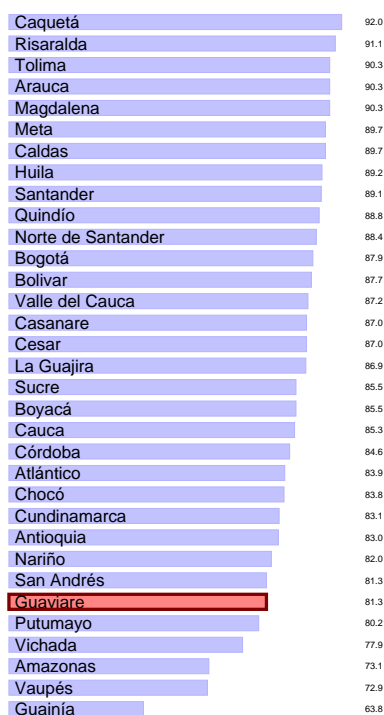 Caquetá 92.0
Risaralda 91.1
Tolima 90.3
Arauca 90.3
Magdalena 90.3
Meta 89.7
Caldas 89.7
Huila 89.2
Santander 89.1
Quindío 88.8
Norte de Santander 88.4
Bogotá 87.9
Bolivar 87.7
Valle del Cauca 87.2
Casanare 87.0
Cesar 87.0
La Guajira 86.9
Sucre 85.5
Boyacá 85.5
Cauca 85.3
Córdoba 84.6
Atlántico 83.9
Chocó 83.8
Cundinamarca 83.1
Antioquia 83.0
Nariño 82.0
San Andrés 81.3
Guaviare 81.3
Putumayo 80.2
Vichada 77.9
Amazonas 73.1
Vaupés 72.9
Guainía 63.8